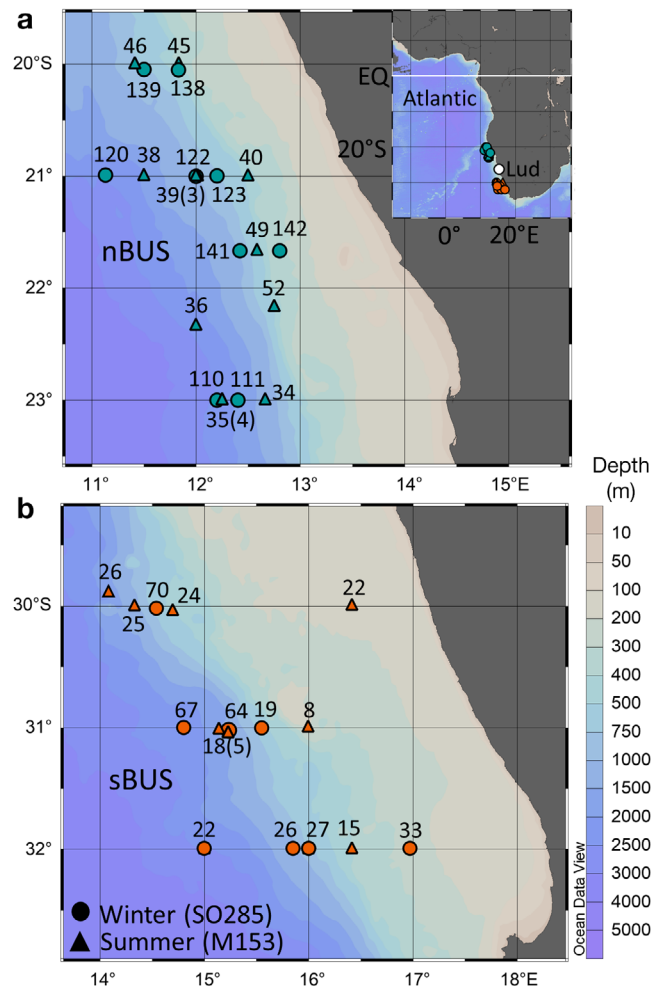 a
46 45
20°S
139 138
EQ
Atlantic
20°S
Lud
0° 20°E
120 38 122 40
21°
39(3) 123
nBUS
49 142
141
52
22°
36
110 111 34
23°
35(4)
11° 12° 13° 14° 15°E
Depth
(m)
b
26 70 24 22
30°S
25
67 64 19 8
31°
18(5)
sBUS
22 26 27 15 33
32°
Winter (SO285)
Summer (M153)
14° 15° 16° 17° 18°E
10
50
100
200
300
500
750
1000
2000
2500
3000
4000
5000
Ocean Data View